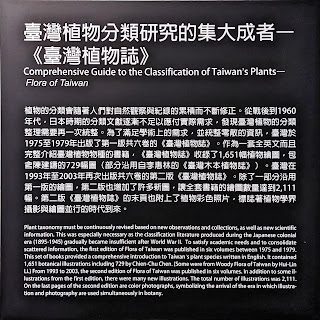 臺灣植物分類研究的集大成者—
《臺灣植物誌》
Comprehensive Guide to the Classification of Taiwan's Plants—
Flora of Taiwan
植物的分類會隨著人們對自然觀察與紀錄的累積而不斷修正。從戰後到1960
年代，日本時期的分類文獻逐漸不足以應付實際需求，致使臺灣植物的分類
整理需要再一次統整。為了滿足學術上的需求，並統整零散的資訊，臺灣於
1975至1979年出版了第一版共六卷的《臺灣植物誌》。作為一套全英文而且
完整介紹臺灣植物物種的書籍，《臺灣植物誌》收錄了1,651幅植物繪圖，包
含陳建鑄的729幅圖（部分沿用自李惠林的《臺灣木本植物誌》）。臺灣在
1993年至2003年再次出版共六卷的第二版《臺灣植物誌》。除了一部分沿用
第一版的繪圖，第二版也增加了許多新圖，讓全套書籍的繪圖數量達到2,111
幅。第二版《臺灣植物誌》的末頁也附上了植物彩色照片，標誌著植物學界
攝影與繪圖並行的時代到來。
Plant taxonomy must be continuously revised based on new observations and collections, as well as new scientific
information. This was especially necessary as the classification literature produced during the Japanese colonial
era (1895-1945) gradually became insufficient after World War II. To satisfy academic needs and to consolidate
scattered information, the first edition of Flora of Taiwan was published in six volumes between 1975 and 1979.
This set of books provided a comprehensive introduction to Taiwan's plant species written in English. It contained
1,651 botanical illustrations including 729 by Chien-Chu Chen. (Some were from Woody Flora of Taiwan by Hui-Lin
Li.) From 1993 to 2003, the second edition of Flora of Taiwan was published in six volumes. In addition to some il-
lustrations from the first edition, there were many new illustrations. The total number of illustrations was 2,111.
On the last pages of the second edition are color photographs, symbolizing the arrival of the era in which illustra-
tion and photography are used simultaneously in botany.